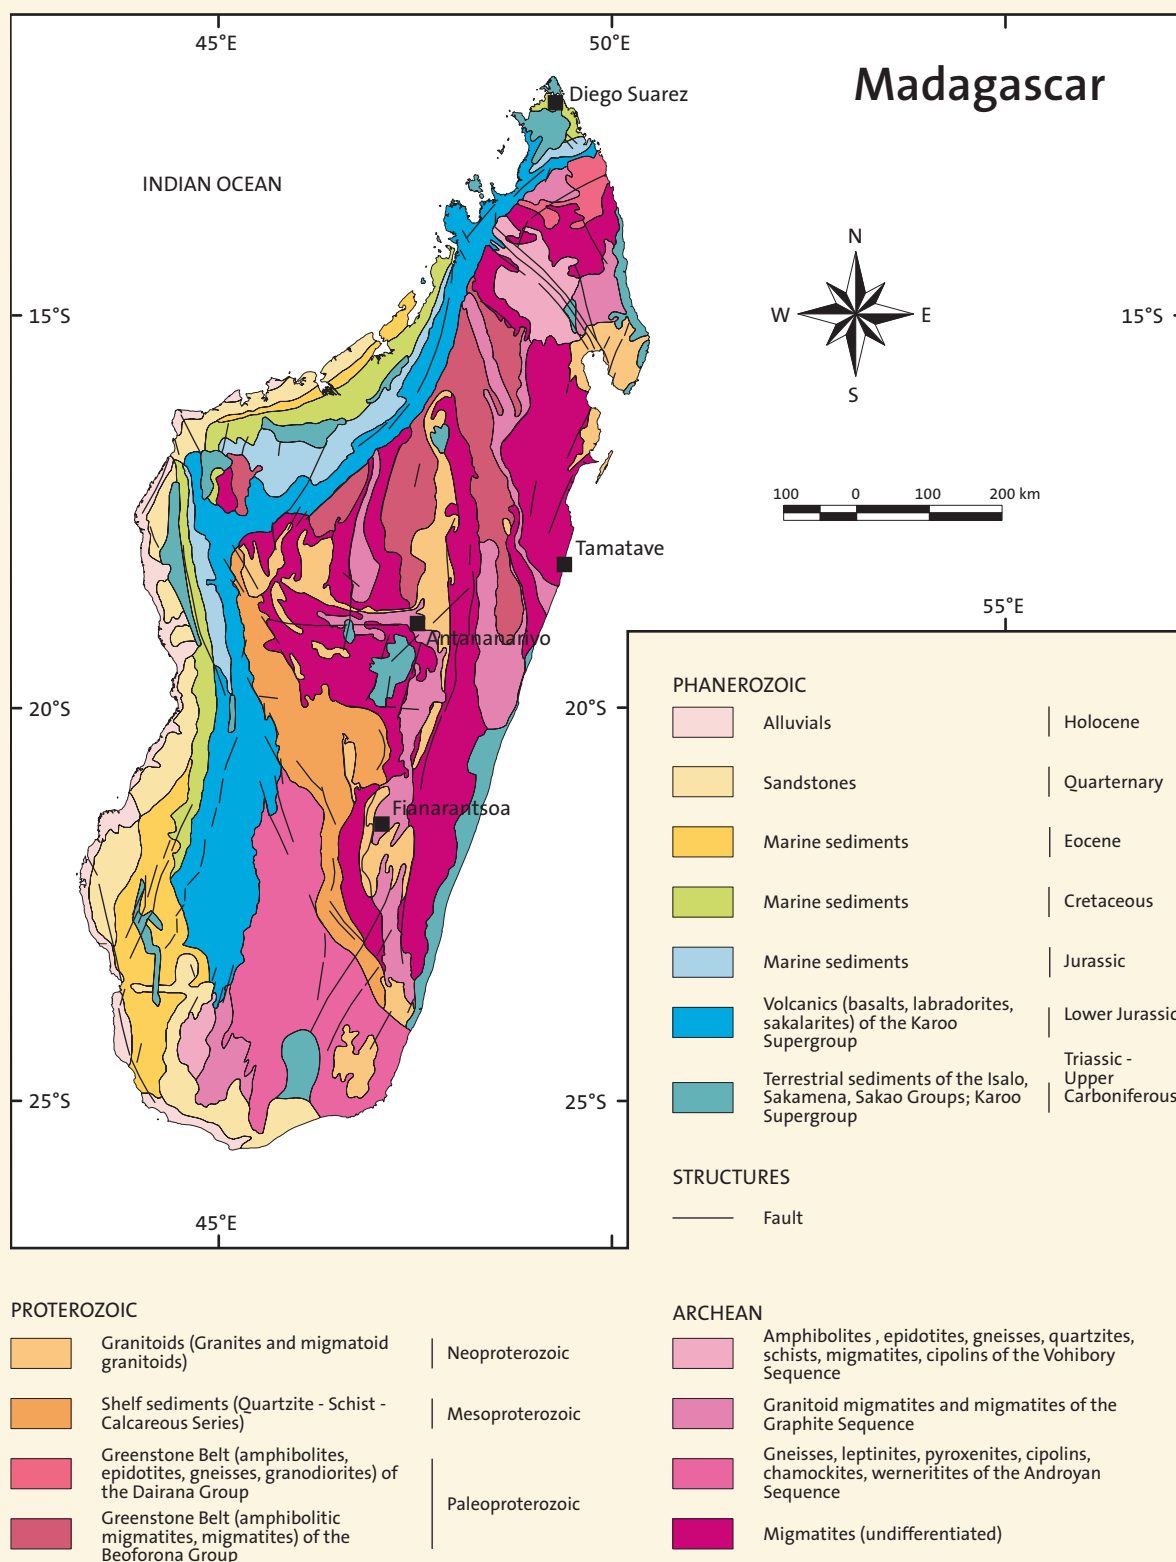 45°E
50°E
Madagascar
Diego Suarez
INDIAN OCEAN
N
W
E
S
15°S
15°S
100
0
100
200 km
Tamatave
55°E
Antananarivo
20°S
20°S
Fianarantsoa
25°S
25°S
45°E
PHANEROZOIC
Alluvials
Holocene
Sandstones
Quarternary
Marine sediments
Eocene
Marine sediments
Cretaceous
Marine sediments
Jurassic
Volcanics (basalts, labradorites,
sakalarites) of the Karoo
Supergroup
Lower Jurassic
Terrestrial sediments of the Isalo,
Sakamena, Sakao Groups; Karoo
Supergroup
Triassic -
Upper
Carboniferous
STRUCTURES
Fault
PROTEROZOIC
Granitoids (Granites and migmatoid
granitoids)
Neoproterozoic
Shelf sediments (Quartzite - Schist -
Calcareous Series)
Mesoproterozoic
Greenstone Belt (amphibolites,
epidotites, gneisses, granodiorites) of
the Dairana Group
Greenstone Belt (amphibolitic
migmatites, migmatites) of the
Beoforona Group
Paleoproterozoic
ARCHEAN
Amphibolites , epidotites, gneisses, quartzites,
schists, migmatites, cipolins of the Vohibory
Sequence
Granitoid migmatites and migmatites of the
Graphite Sequence
Gneisses, leptinites, pyroxenites, cipolins,
chamockites, werneritites of the Androyan
Sequence
Migmatites (undifferentiated)